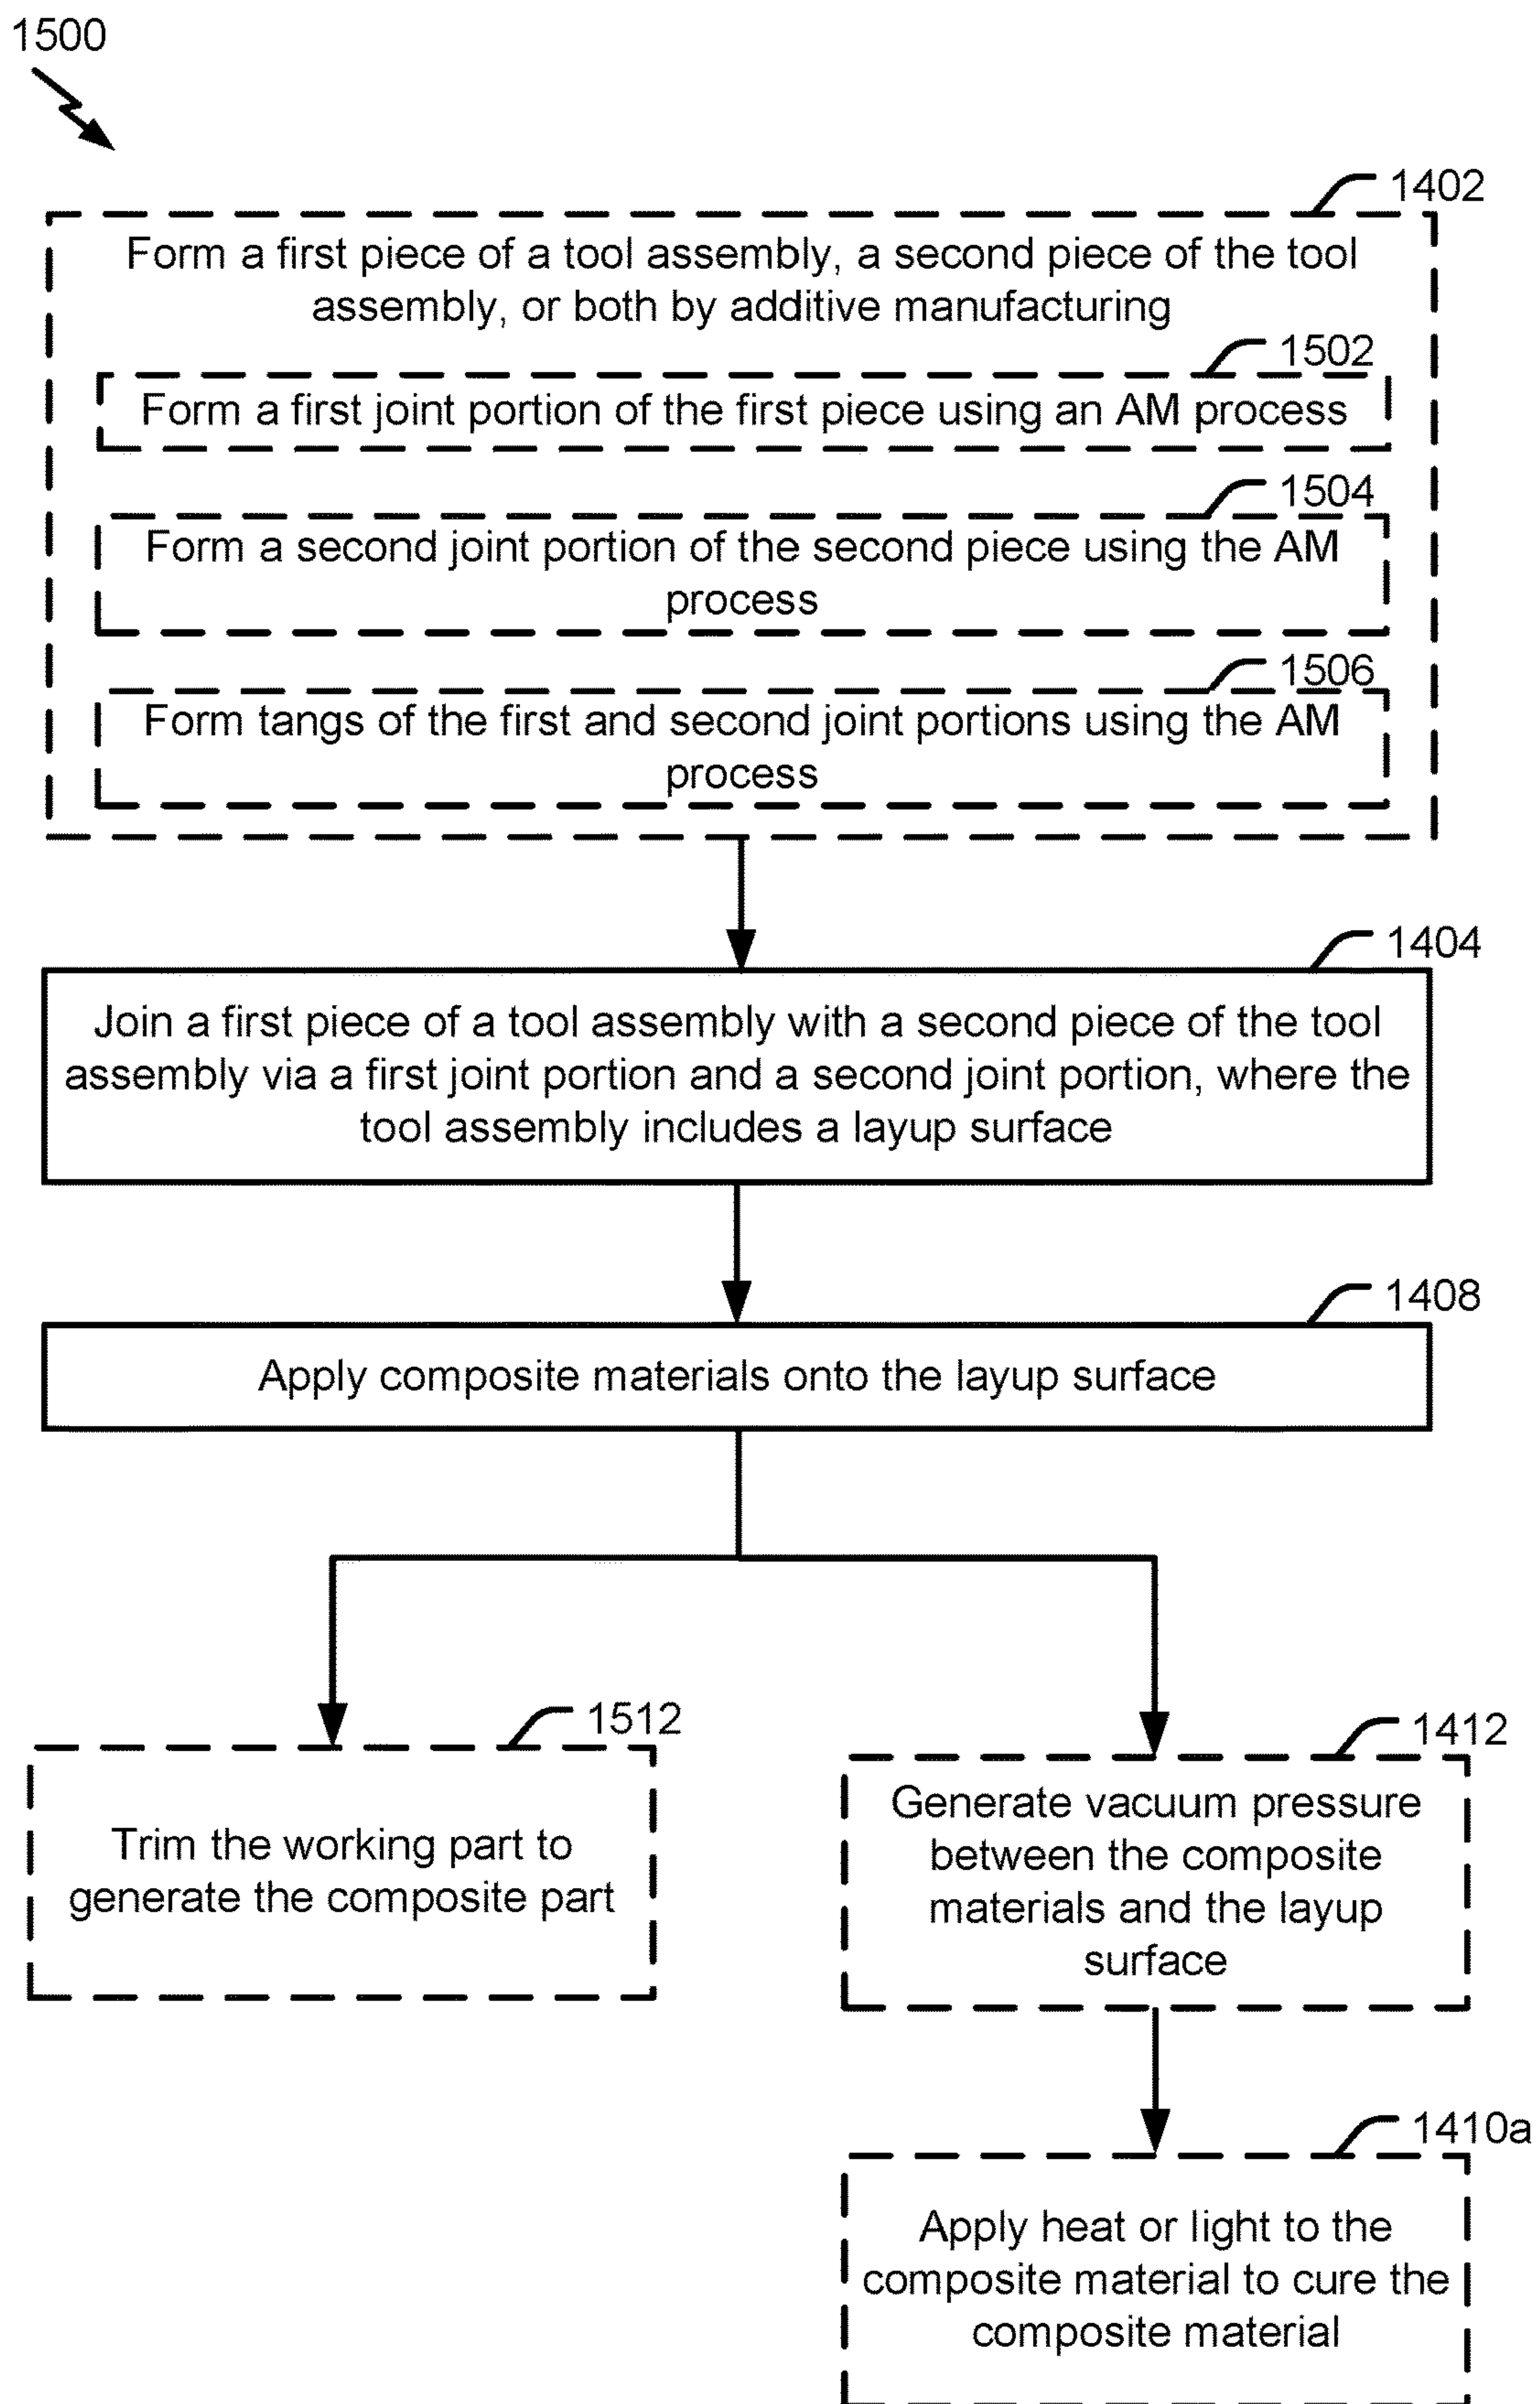 1500
1402
Form a first piece of a tool assembly, a second piece of the tool
assembly, or both by additive manufacturing
1502
Form a first joint portion of the first piece using an AM process
1504
Form a second joint portion of the second piece using the AM
process
1506
Form tangs of the first and second joint portions using the AM
process
1404
Join a first piece of a tool assembly with a second piece of the tool
assembly via a first joint portion and a second joint portion, where the
tool assembly includes a layup surface
1408
Apply composite materials onto the layup surface
1512
Trim the working part to
generate the composite part
1412
Generate vacuum pressure
between the composite
materials and the layup
surface
1410a
Apply heat or light to the
composite material to cure the
composite material